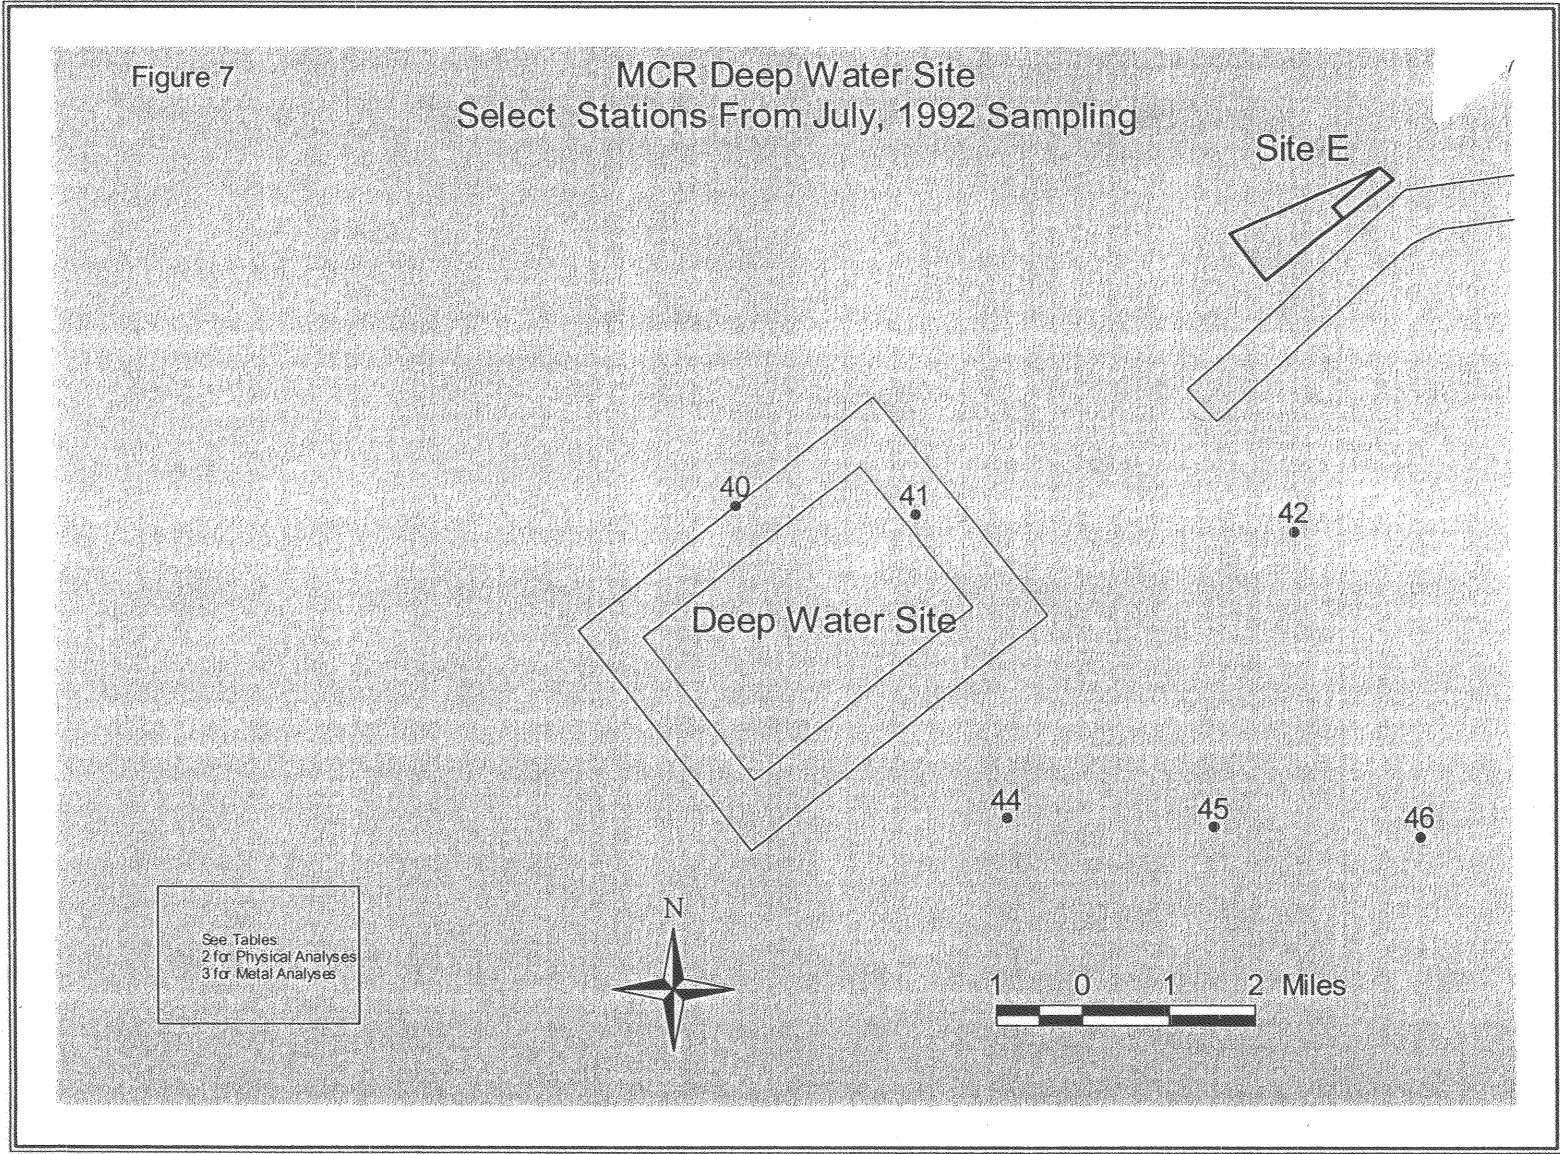 Figure 7
MCR Deep Water Site
Select Stations From July, 1992 Sampling
Site E
40
41
42
Deep Water Site
44
45
46
See Tables:
2 for Physical Analyses
3 for Metal Analyses
N
1 0 1 2 Miles